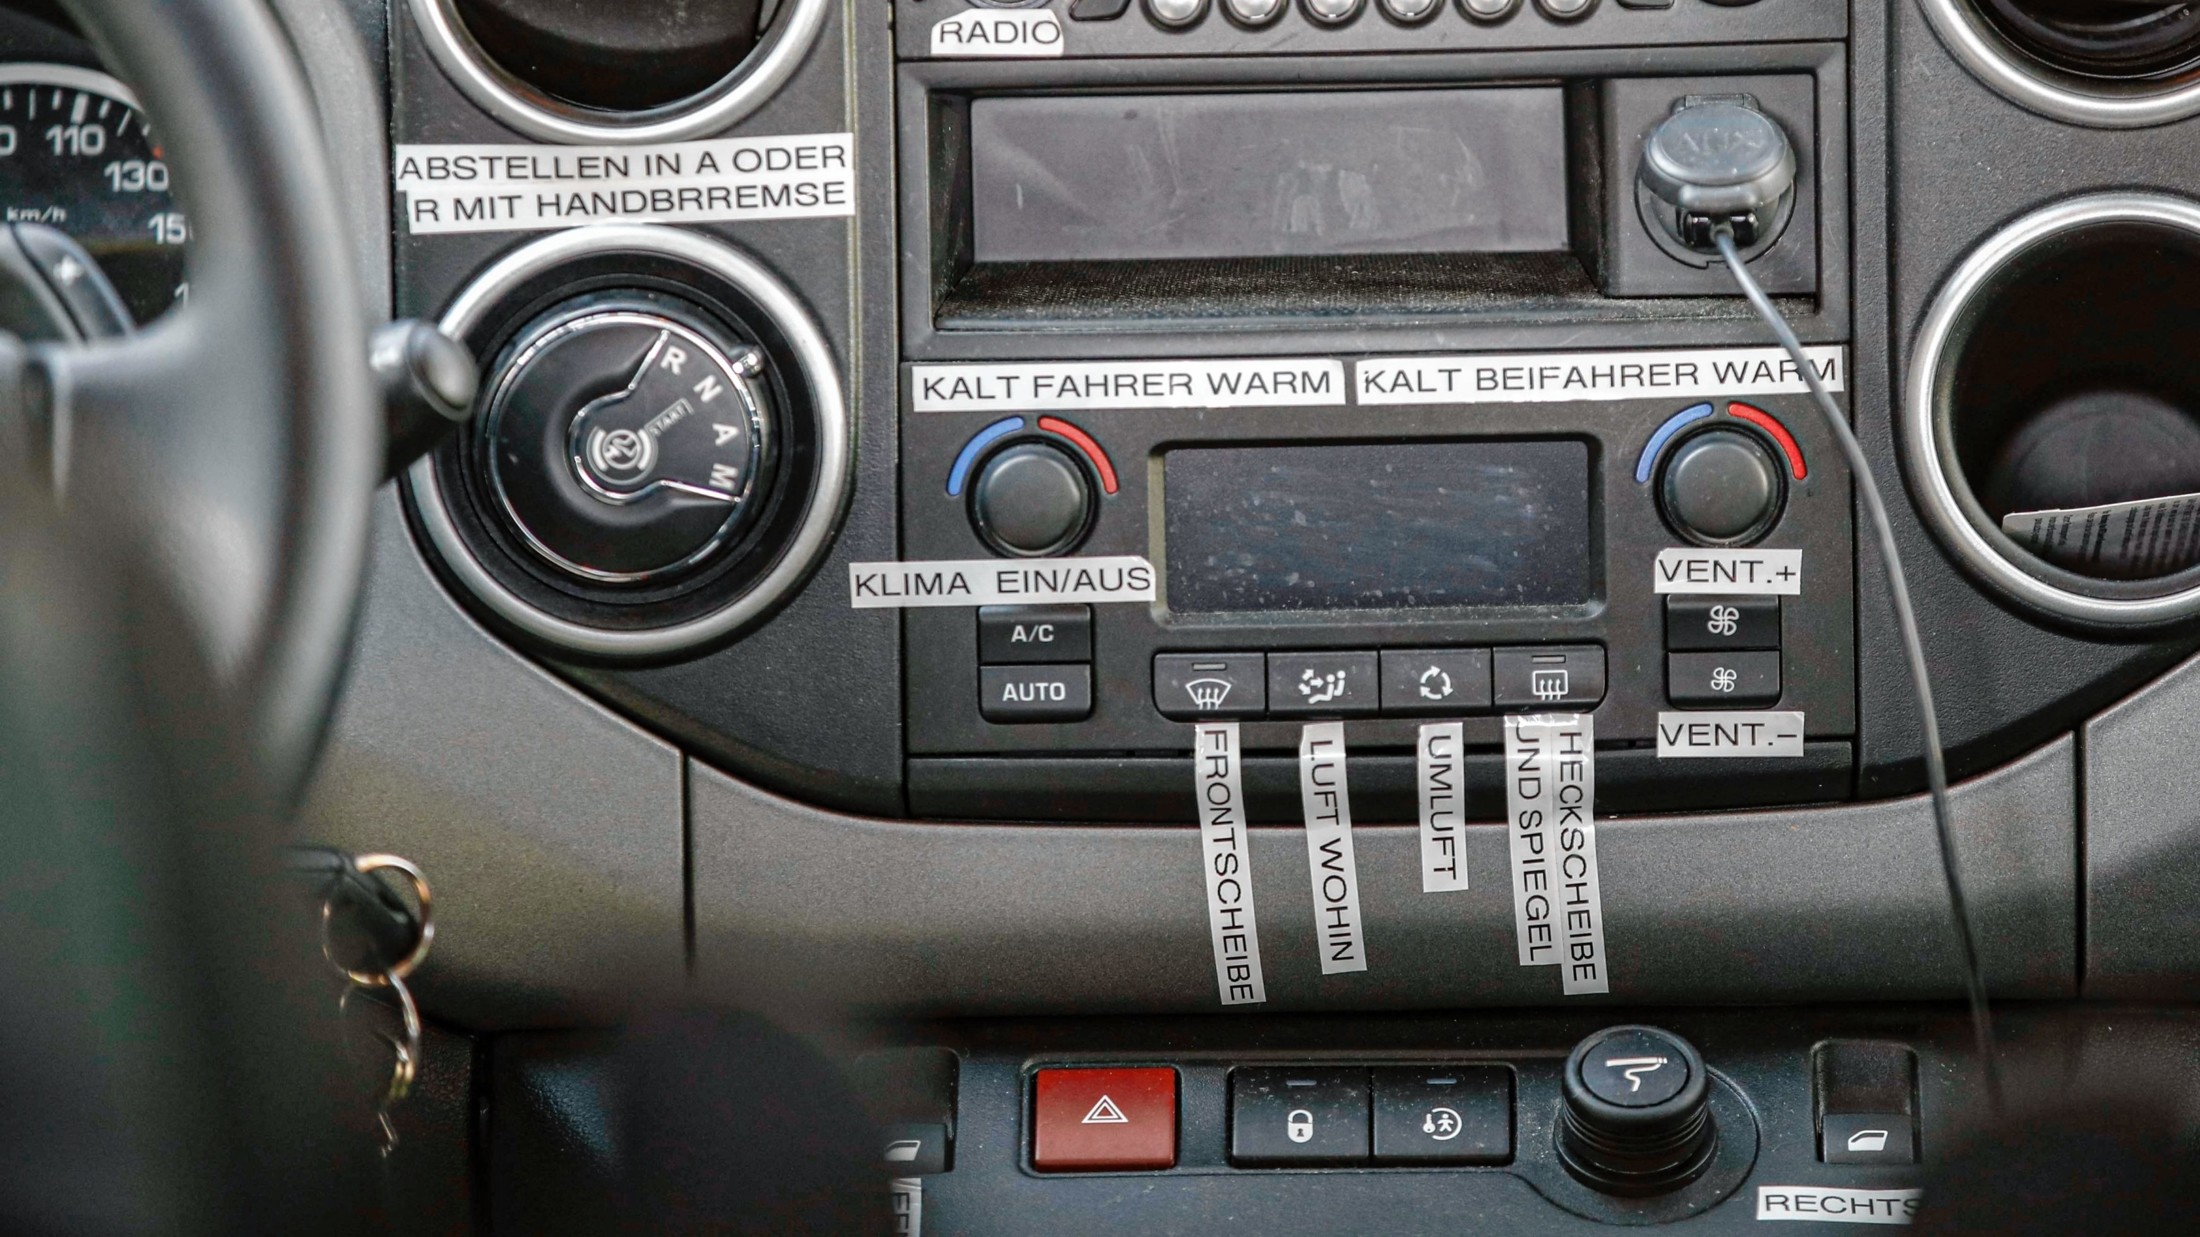 RADIO
110
130
km/h
ABSTELLEN IN A ODER
R MIT HANDBRREMSE
R
N
A
M
START
KALT FAHRER WARM
KALT BEIFAHRER WARM
KLIMA EIN/AUS
VENT.+
A/C
AUTO
VENT.-
FRONTSCHEIBE
LUFT WOHIN
UMLUFT
HECKSCHEIBE
UND SPIEGEL
RECHTS